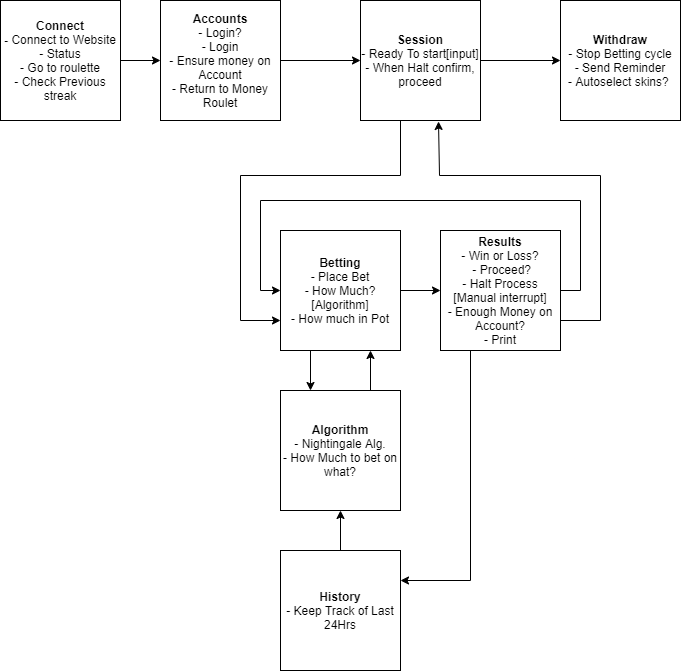 Connect
- Connect to Website
- Status
- Go to roulette
- Check Previous
streak
Accounts
- Login?
- Login
- Ensure money on
Account
- Return to Money
Roulet
Session
- Ready To start[input]
- When Halt confirm,
proceed
Withdraw
- Stop Betting cycle
- Send Reminder
- Autoselect skins?
Betting
- Place Bet
- How Much?
[Algorithm]
- How much in Pot
Results
- Win or Loss?
- Proceed?
- Halt Process
[Manual interrupt]
- Enough Money on
Account?
- Print
Algorithm
- Nightingale Alg.
- How Much to bet on
what?
History
- Keep Track of Last
24Hrs